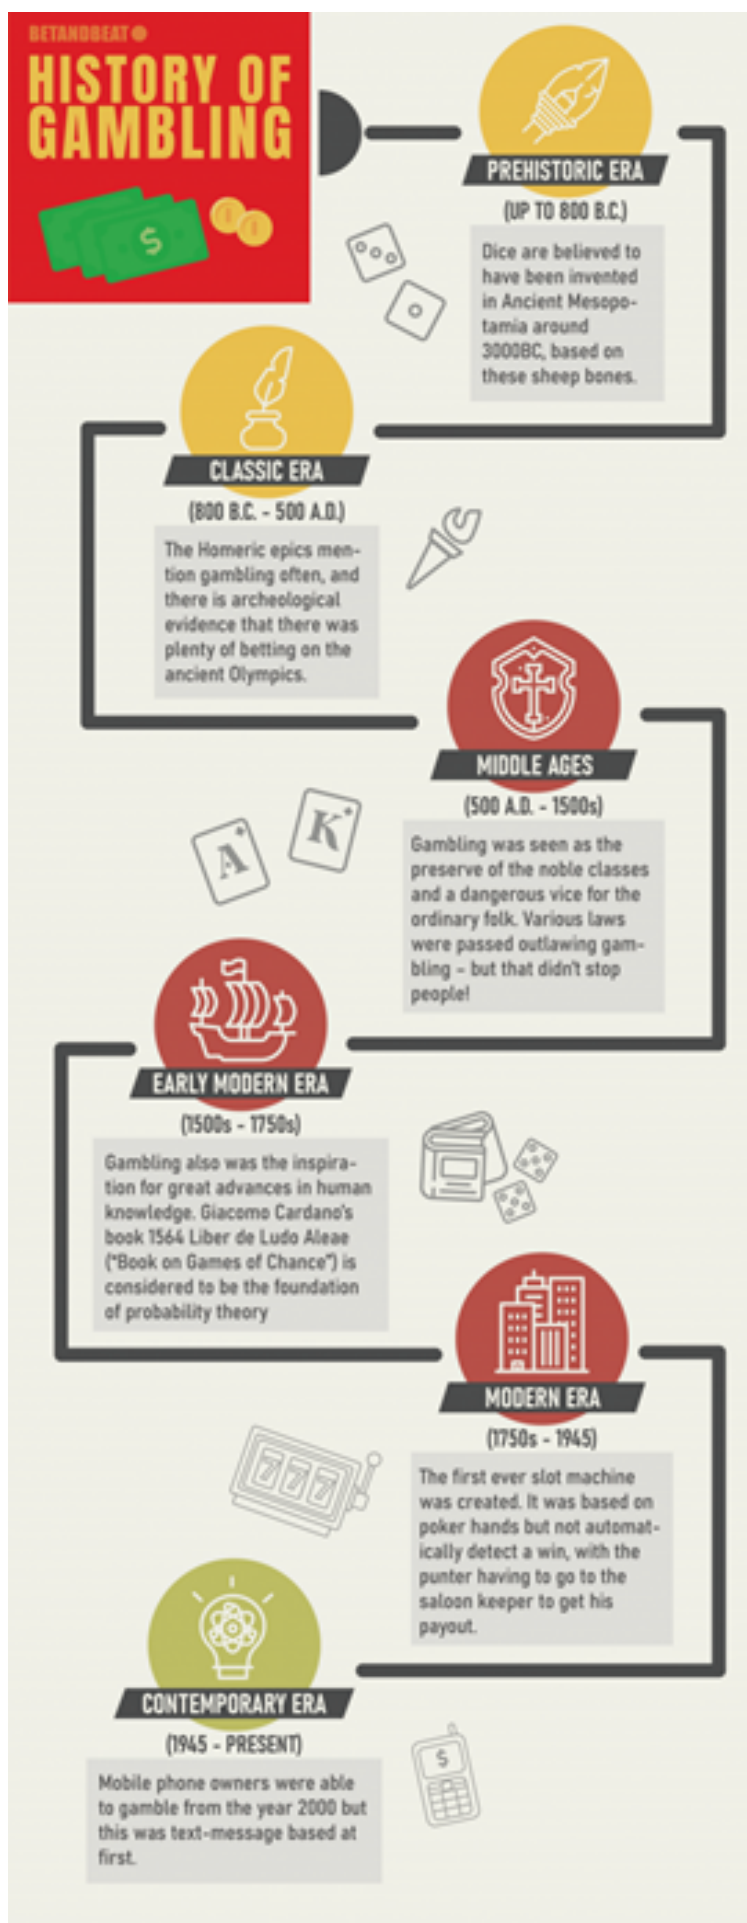 BETANDBEAT
HISTORY OF
GAMBLING
$
PREHISTORIC ERA
(UP TO 800 B.C.)
Dice are believed to
have been invented
in Ancient Mesopo-
tamia around
3000BC, based on
these sheep bones.
CLASSIC ERA
(800 B.C. - 500 A.D.)
The Homeric epics men-
tion gambling often, and
there is archeological
evidence that there was
plenty of betting on the
ancient Olympics.
MIDDLE AGES
(500 A.D. - 1500s)
A
K
Gambling was seen as the
preserve of the noble classes
and a dangerous vice for the
ordinary folk. Various laws
were passed outlawing gam-
bling - but that didn't stop
people!
EARLY MODERN ERA
(1500s - 1750s)
Gambling also was the inspira-
tion for great advances in human
knowledge. Giacomo Cardano's
book 1564 Liber de Ludo Aleae
("Book on Games of Chance") is
considered to be the foundation
of probability theory
MODERN ERA
(1750s - 1945)
777
The first ever slot machine
was created. It was based on
poker hands but not automat-
ically detect a win, with the
punter having to go to the
saloon keeper to get his
payout.
CONTEMPORARY ERA
(1945 - PRESENT)
$
Mobile phone owners were able
to gamble from the year 2000 but
this was text-message based at
first.